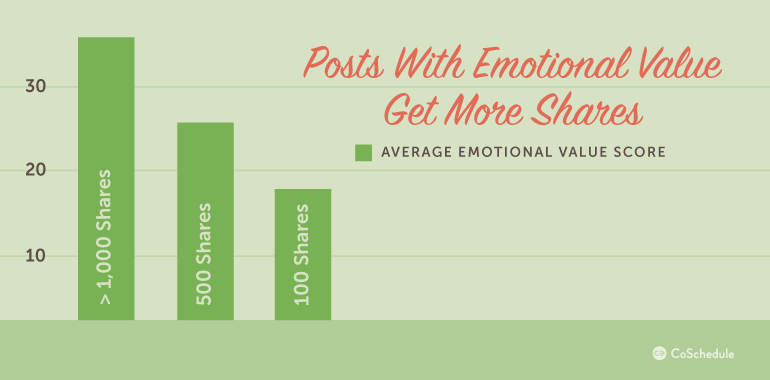 Posts With Emotional Value
Get More Shares
AVERAGE EMOTIONAL VALUE SCORE
30
20
10
> 1,000 Shares
500 Shares
100 Shares
CoSchedule